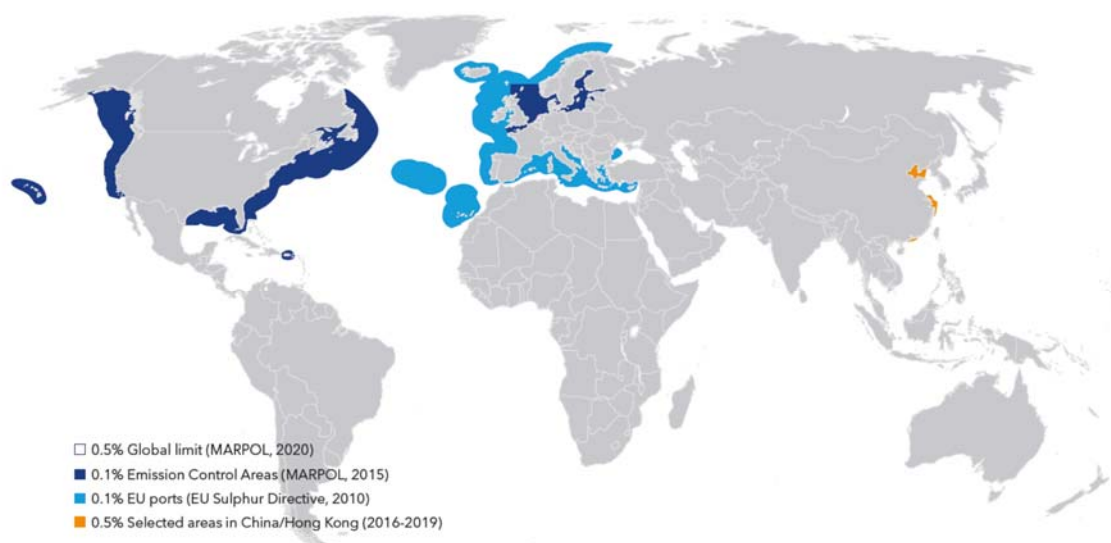 0.5% Global limit (MARPOL, 2020)
0.1% Emission Control Areas (MARPOL, 2015)
0.1% EU ports (EU Sulphur Directive, 2010)
0.5% Selected areas in China/Hong Kong (2016-2019)